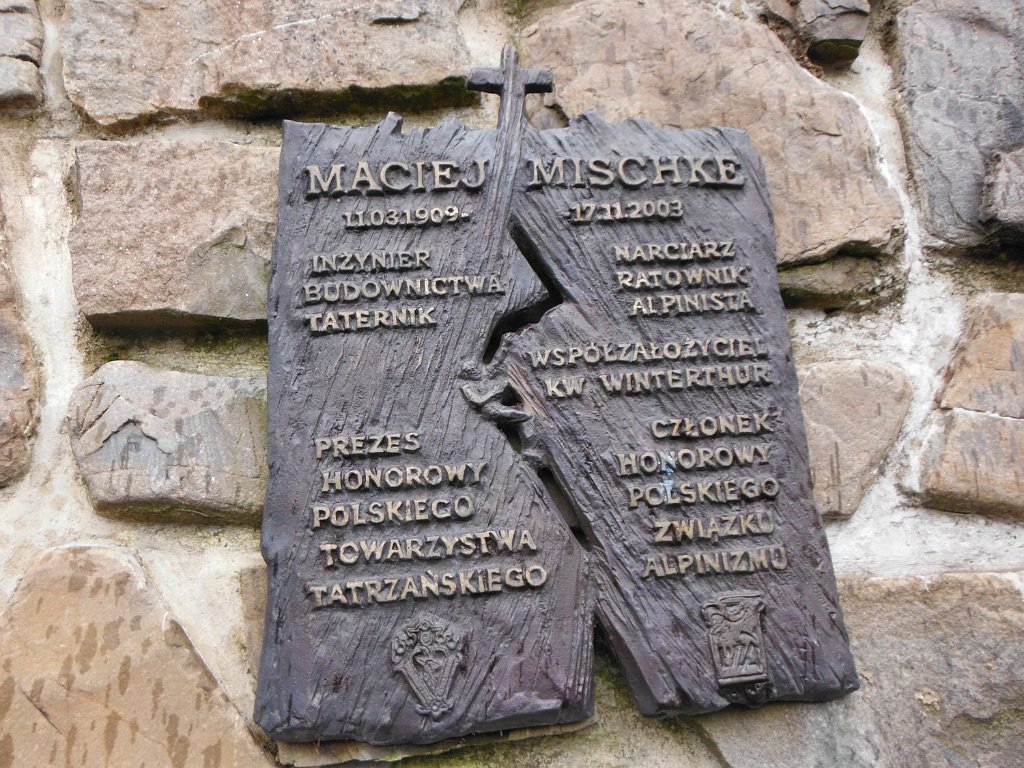 MACIEJ MISCHKE
11.03.1909- -17.11.2003
INŻYNIER
BUDOWNICTWA
TATERNIK
PREZES
HONOROWY
POLSKIEGO
TOWARZYSTWA
TATRZAŃSKIEGO
NARCIARZ
RATOWNIK
ALPINISTA
WSPÓŁZAŁOŻYCIEL
KW WINTERTHUR
CZŁONEK
HONOROWY
POLSKIEGO
ZWIĄZKU
ALPINIZMU